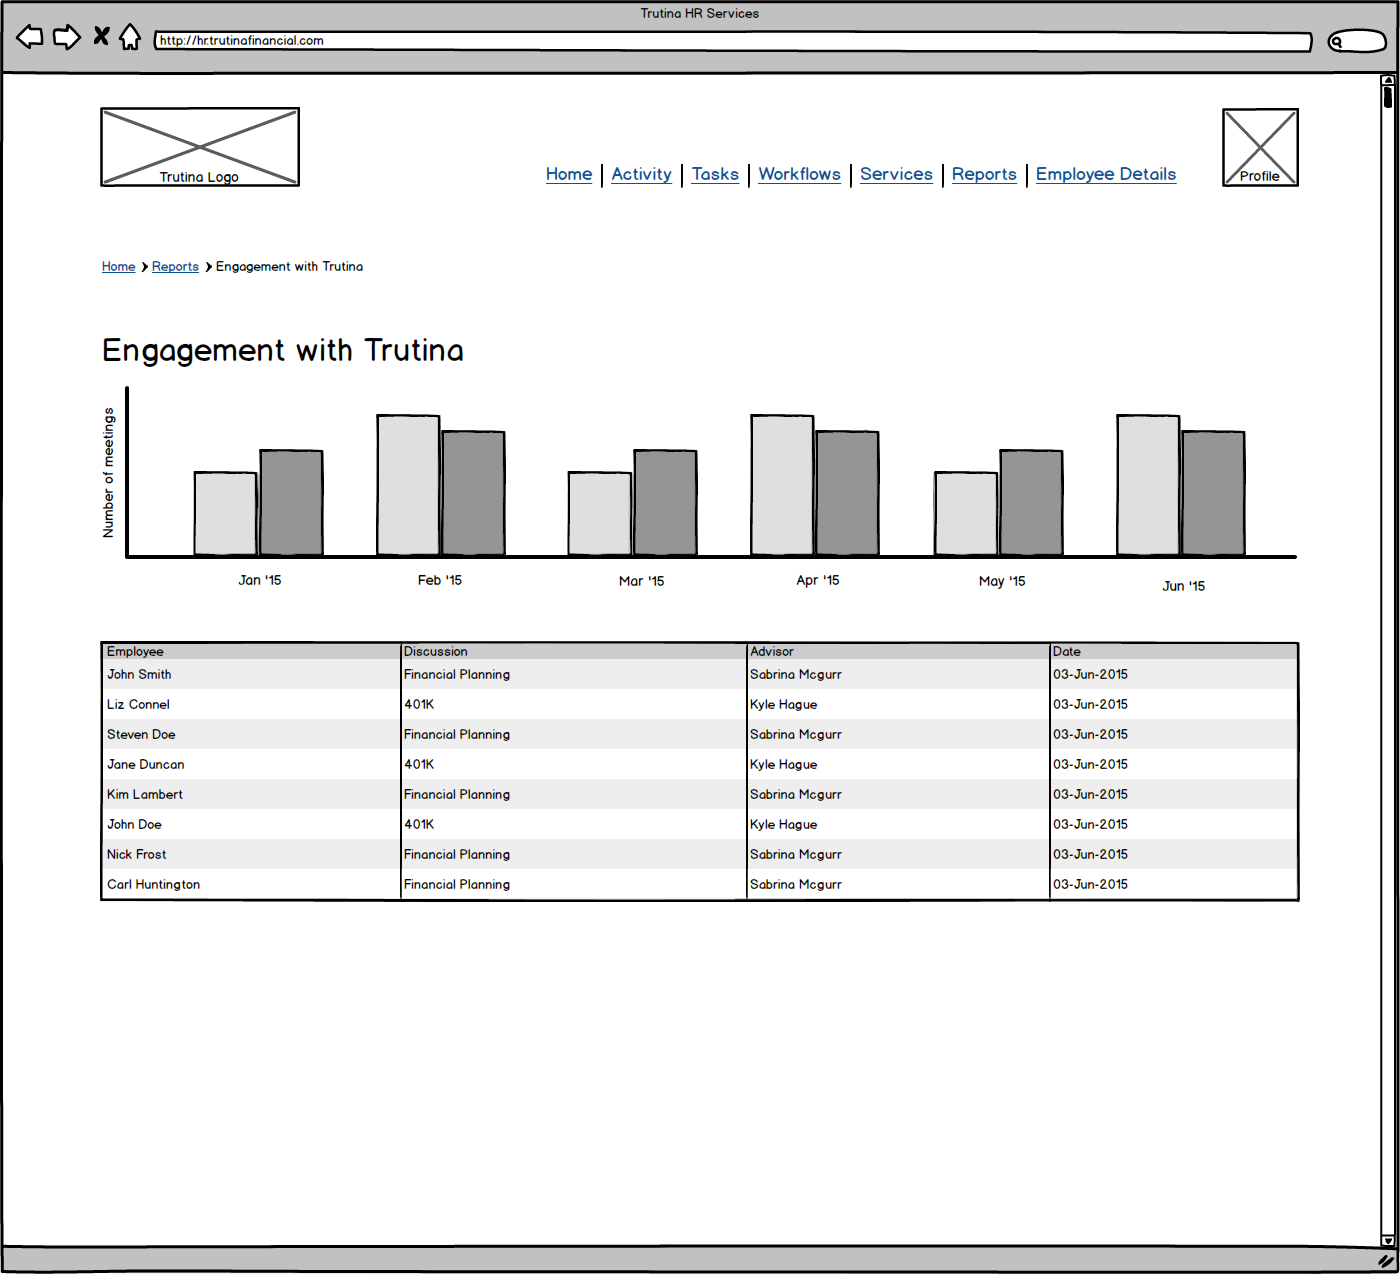 Trutina HR Services
http://hr.trutinafinancial.com
Trutina Logo
Home Activity Tasks Workflows Services Reports Employee Details
Profile
Home Reports Engagement with Trutina
Engagement with Trutina
Number of meetings
Jan '15 Feb '15 Mar '15 Apr '15 May '15 Jun '15
Employee Discussion Advisor Date
John Smith Financial Planning Sabrina Mcgurr 03-Jun-2015
Liz Connel 401K Kyle Hague 03-Jun-2015
Steven Doe Financial Planning Sabrina Mcgurr 03-Jun-2015
Jane Duncan 401K Kyle Hague 03-Jun-2015
Kim Lambert Financial Planning Sabrina Mcgurr 03-Jun-2015
John Doe 401K Kyle Hague 03-Jun-2015
Nick Frost Financial Planning Sabrina Mcgurr 03-Jun-2015
Carl Huntington Financial Planning Sabrina Mcgurr 03-Jun-2015